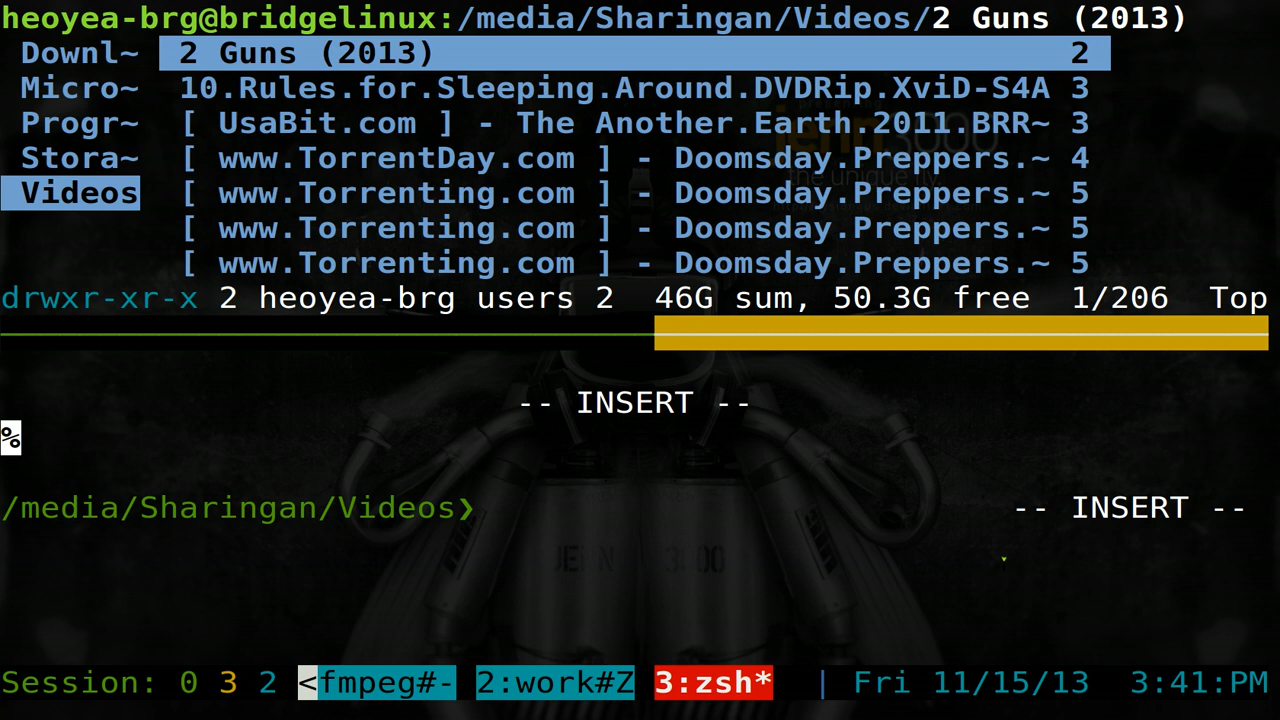 heoyea-brg@bridgelinux:/media/Sharingan/Videos/2 Guns (2013)
Downl~ 2 Guns (2013) 2
Micro~ 10.Rules.for.Sleeping.Around.DVDRip.XviD-S4A 3
Progr~ [ UsaBit.com ] - The Another.Earth.2011.BRR~ 3
Stora~ [ www.TorrentDay.com ] - Doomsday.Preppers.~ 4
Videos [ www.Torrenting.com ] - Doomsday.Preppers.~ 5
[ www.Torrenting.com ] - Doomsday.Preppers.~ 5
[ www.Torrenting.com ] - Doomsday.Preppers.~ 5
drwxr-xr-x 2 heoyea-brg users 2 46G sum, 50.3G free 1/206 Top
-- INSERT --
%
/media/Sharingan/Videos❯ -- INSERT --
Session: 0 3 2 <fmpeg#- 2:work#Z 3:zsh* | Fri 11/15/13 3:41:PM